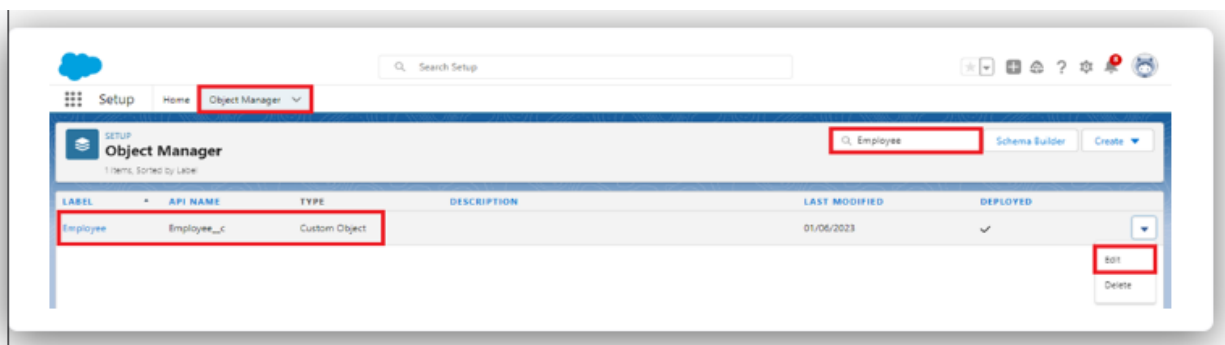 Search Setup
Setup Home Object Manager
SETUP
Object Manager
1 Items, Sorted by Label
Employee
Schema Builder
Create
LABEL API NAME TYPE DESCRIPTION LAST MODIFIED DEPLOYED
Employee Employee__c Custom Object 01/06/2023
Edit
Delete